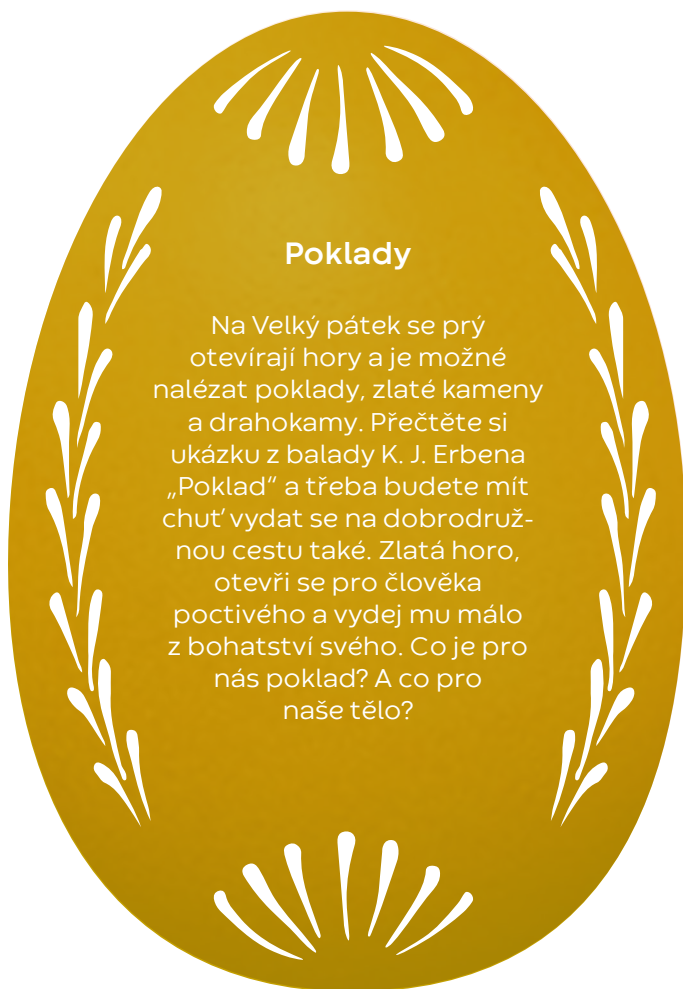 Poklady
Na Velký pátek se prý
otevírají hory a je možné
nalézat poklady, zlaté kameny
a drahokamy. Přečtěte si
ukázku z balady K. J. Erbena
„Poklad“ a třeba budete mít
chuť vydat se na dobrodruž-
nou cestu také. Zlatá horo,
otevři se pro člověka
poctivého a vydej mu málo
z bohatství svého. Co je pro
nás poklad? A co pro
naše tělo?